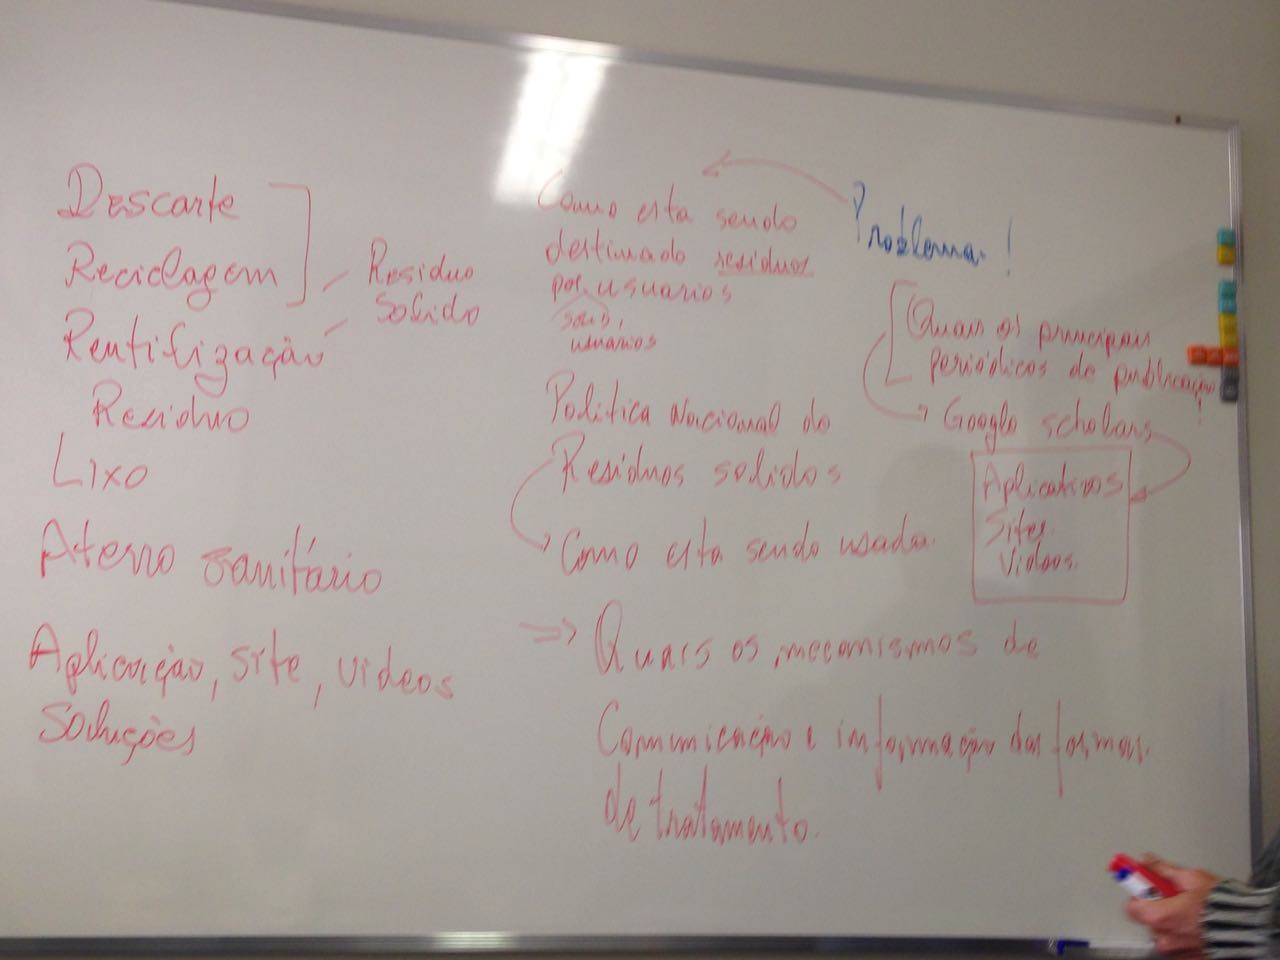 Descarte
Reciclagem
Reutilização
Residuo
Solido
Residuo
Lixo
Aterro sanitário
Aplicação, site, videos
Soluções
Como esta sendo
destinado residuos
por usuarios
usuarios
Politica Nacional de
Residuos solidos
Como esta sendo usada
=> Quais os mecanismos de
Comunicação e informação das formas
de tratamento.
Problema!
Quais os principais
periódicos de publicação
!
Google scholars
Aplicativos
Sites
Videos.